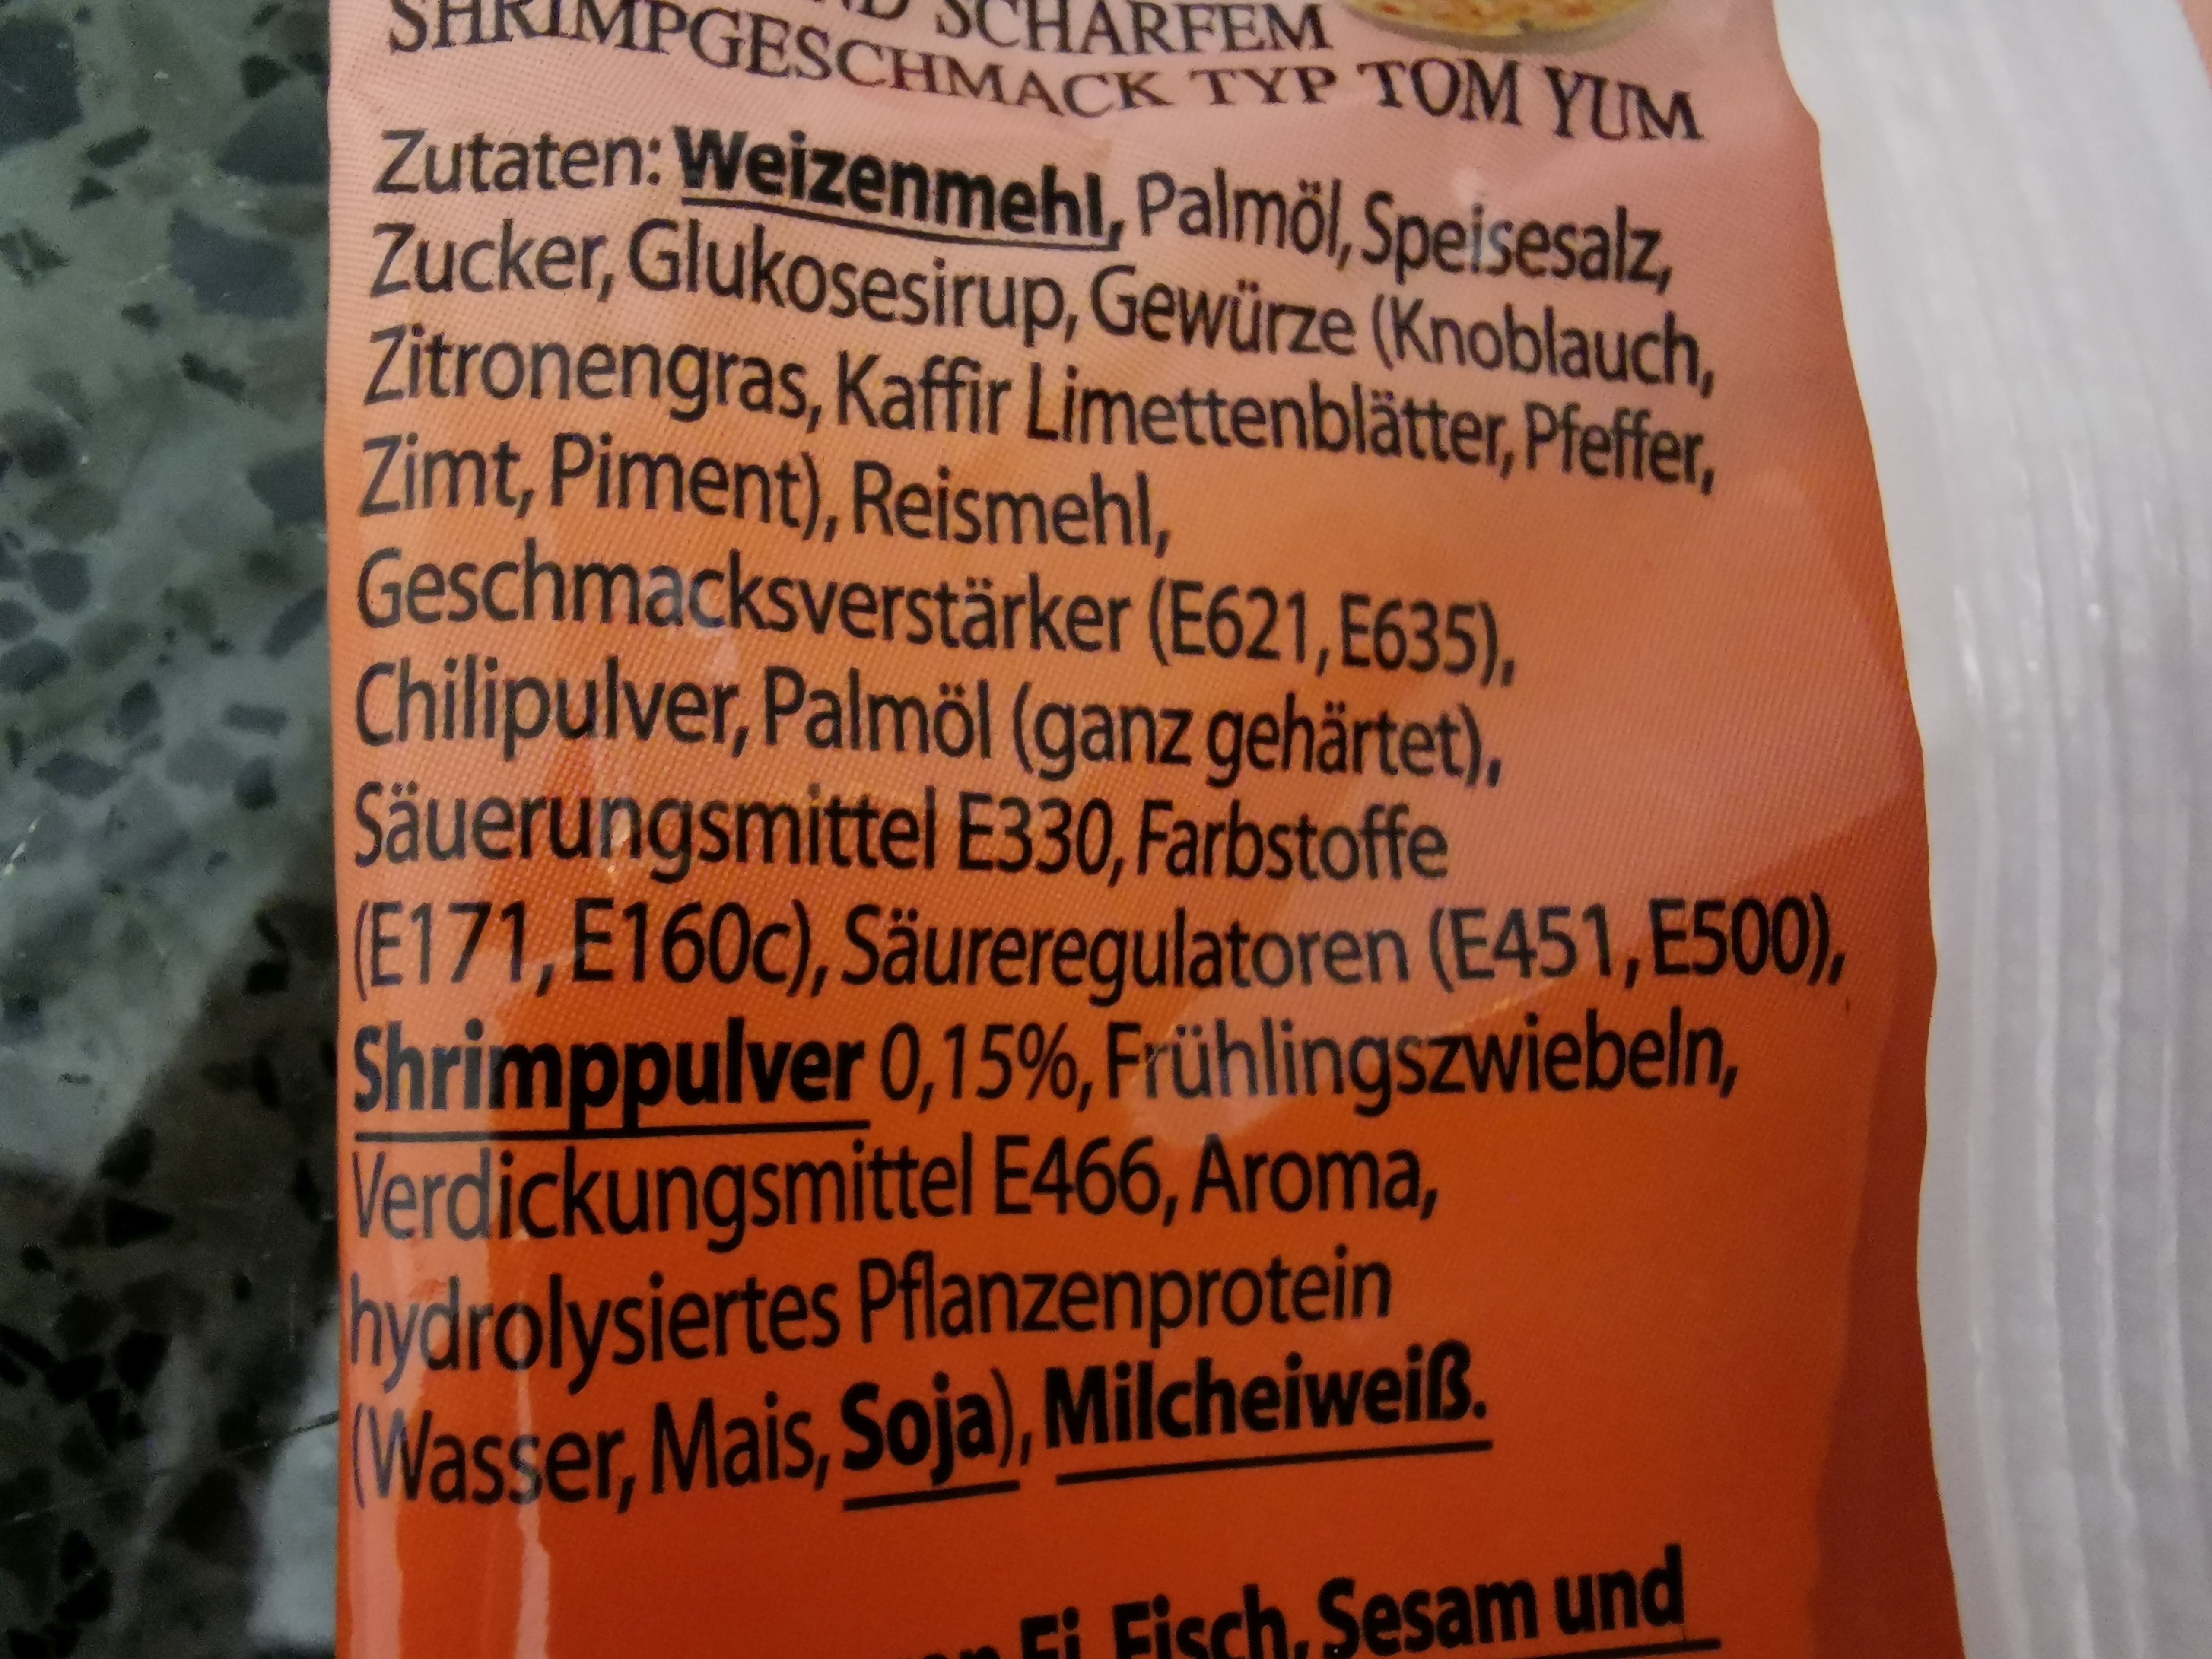 SCHARFEM
SHRIMPGESCHMACK TYP TOM YUM
Zutaten: Weizenmehl, Palmöl, Speisesalz,
Zucker, Glukosesirup, Gewürze (Knoblauch,
Zitronengras, Kaffir Limettenblätter, Pfeffer,
Zimt, Piment), Reismehl,
Geschmacksverstärker (E621, E635),
Chilipulver, Palmöl (ganz gehärtet),
Säuerungsmittel E330, Farbstoffe
(E171, E160c), Säureregulatoren (E451, E500),
Shrimppulver 0,15%, Frühlingszwiebeln,
Verdickungsmittel E466, Aroma,
hydrolysiertes Pflanzenprotein
(Wasser, Mais, Soja), Milcheiweiß.
Ei, Fisch, Sesam und